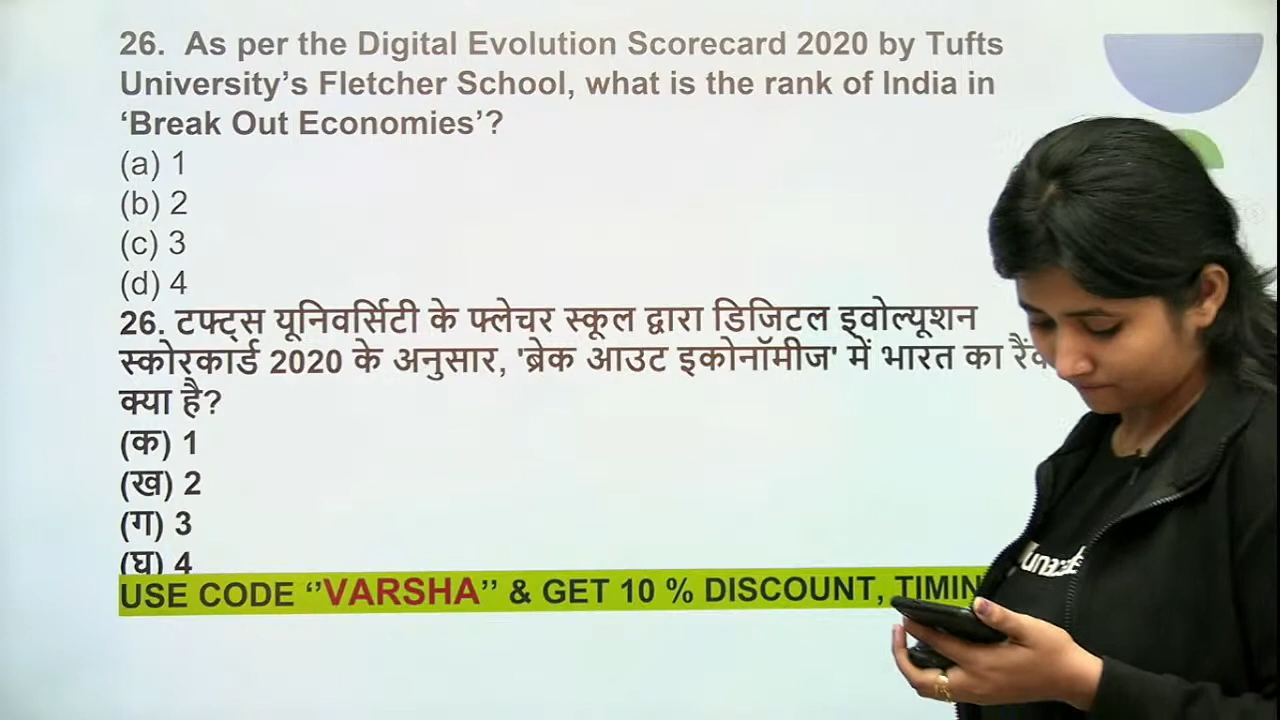 26. As per the Digital Evolution Scorecard 2020 by Tufts
University's Fletcher School, what is the rank of India in
‘Break Out Economies’?
(a) 1
(b) 2
(c) 3
(d) 4
26. टफ्ट्स यूनिवर्सिटी के फ्लेचर स्कूल द्वारा डिजिटल इवोल्यूशन
स्कोरकार्ड 2020 के अनुसार, 'ब्रेक आउट इकोनॉमीज' में भारत का
क्या है?
(क) 1
(ख) 2
(ग) 3
(घ) 4
USE CODE ‘’VARSHA’’ & GET 10 % DISCOUNT,